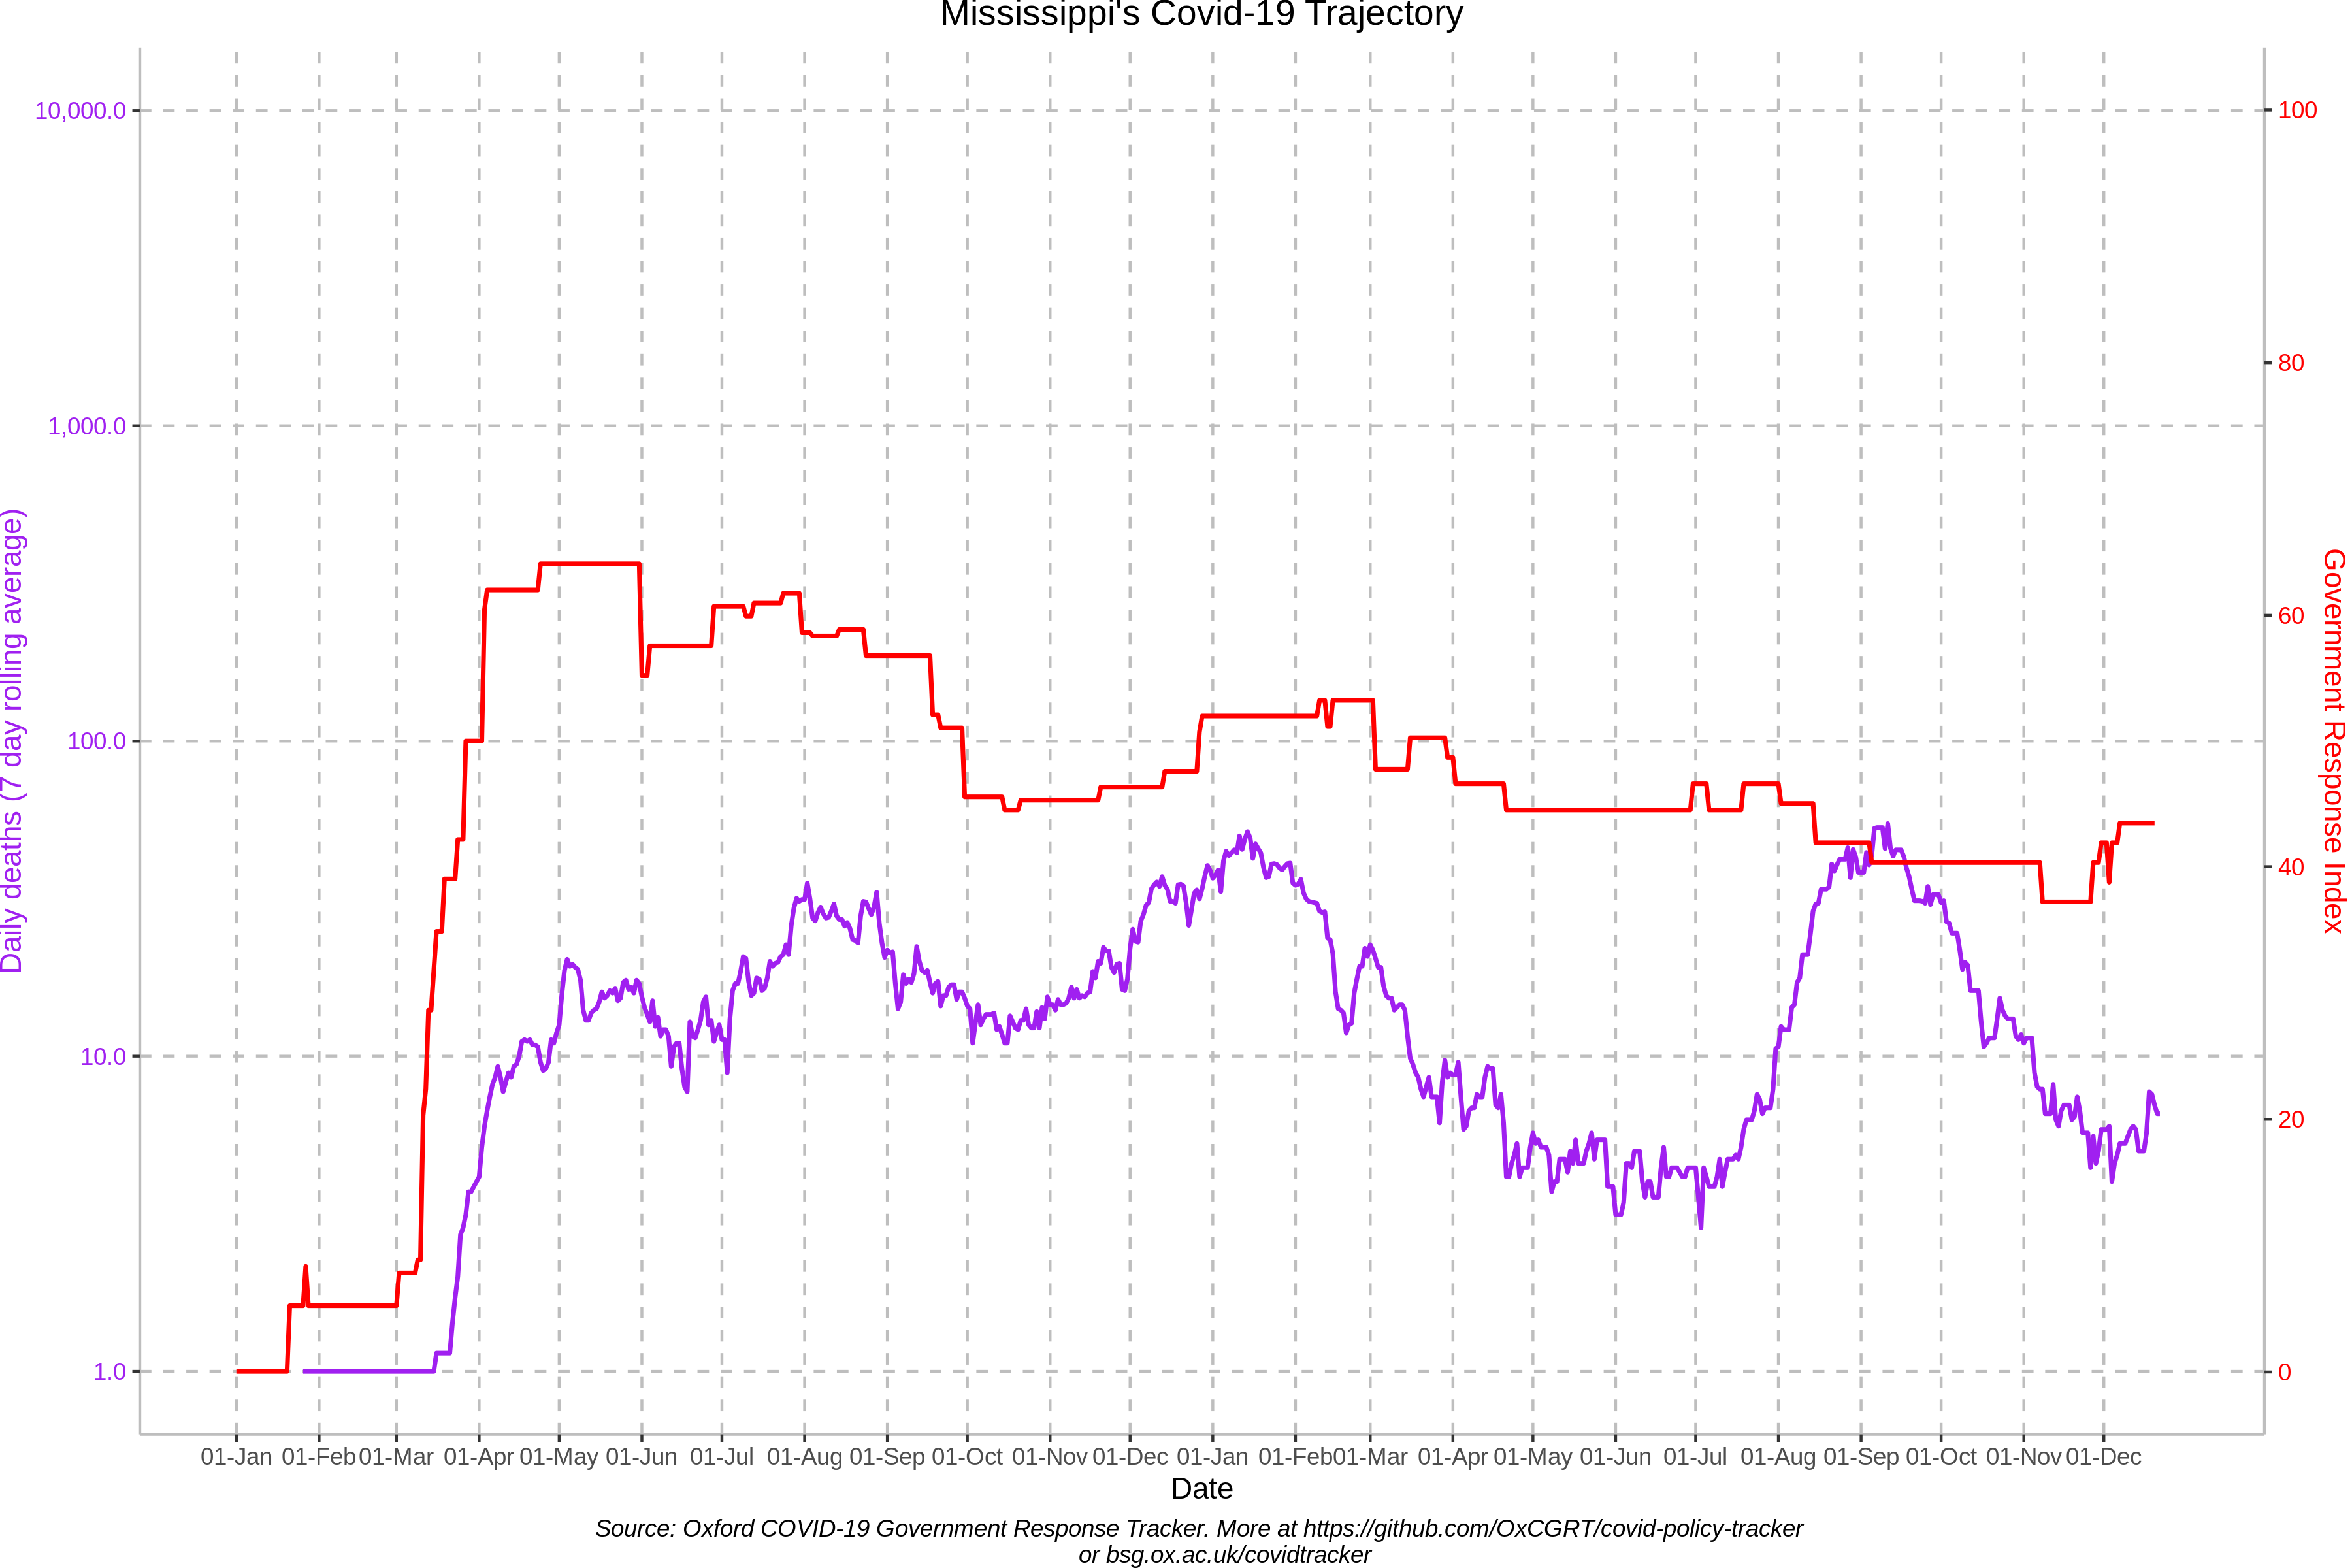 Mississippi's Covid-19 Trajectory
Daily deaths (7 day rolling average)
10,000.0
1,000.0
100.0
10.0
1.0
100
80
60
40
20
0
Government Response Index
01-Jan 01-Feb 01-Mar 01-Apr 01-May 01-Jun 01-Jul 01-Aug 01-Sep 01-Oct 01-Nov 01-Dec 01-Jan 01-Feb 01-Mar 01-Apr 01-May 01-Jun 01-Jul 01-Aug 01-Sep 01-Oct 01-Nov 01-Dec
Date
Source: Oxford COVID-19 Government Response Tracker. More at https://github.com/OxCGRT/covid-policy-tracker
or bsg.ox.ac.uk/covidtracker